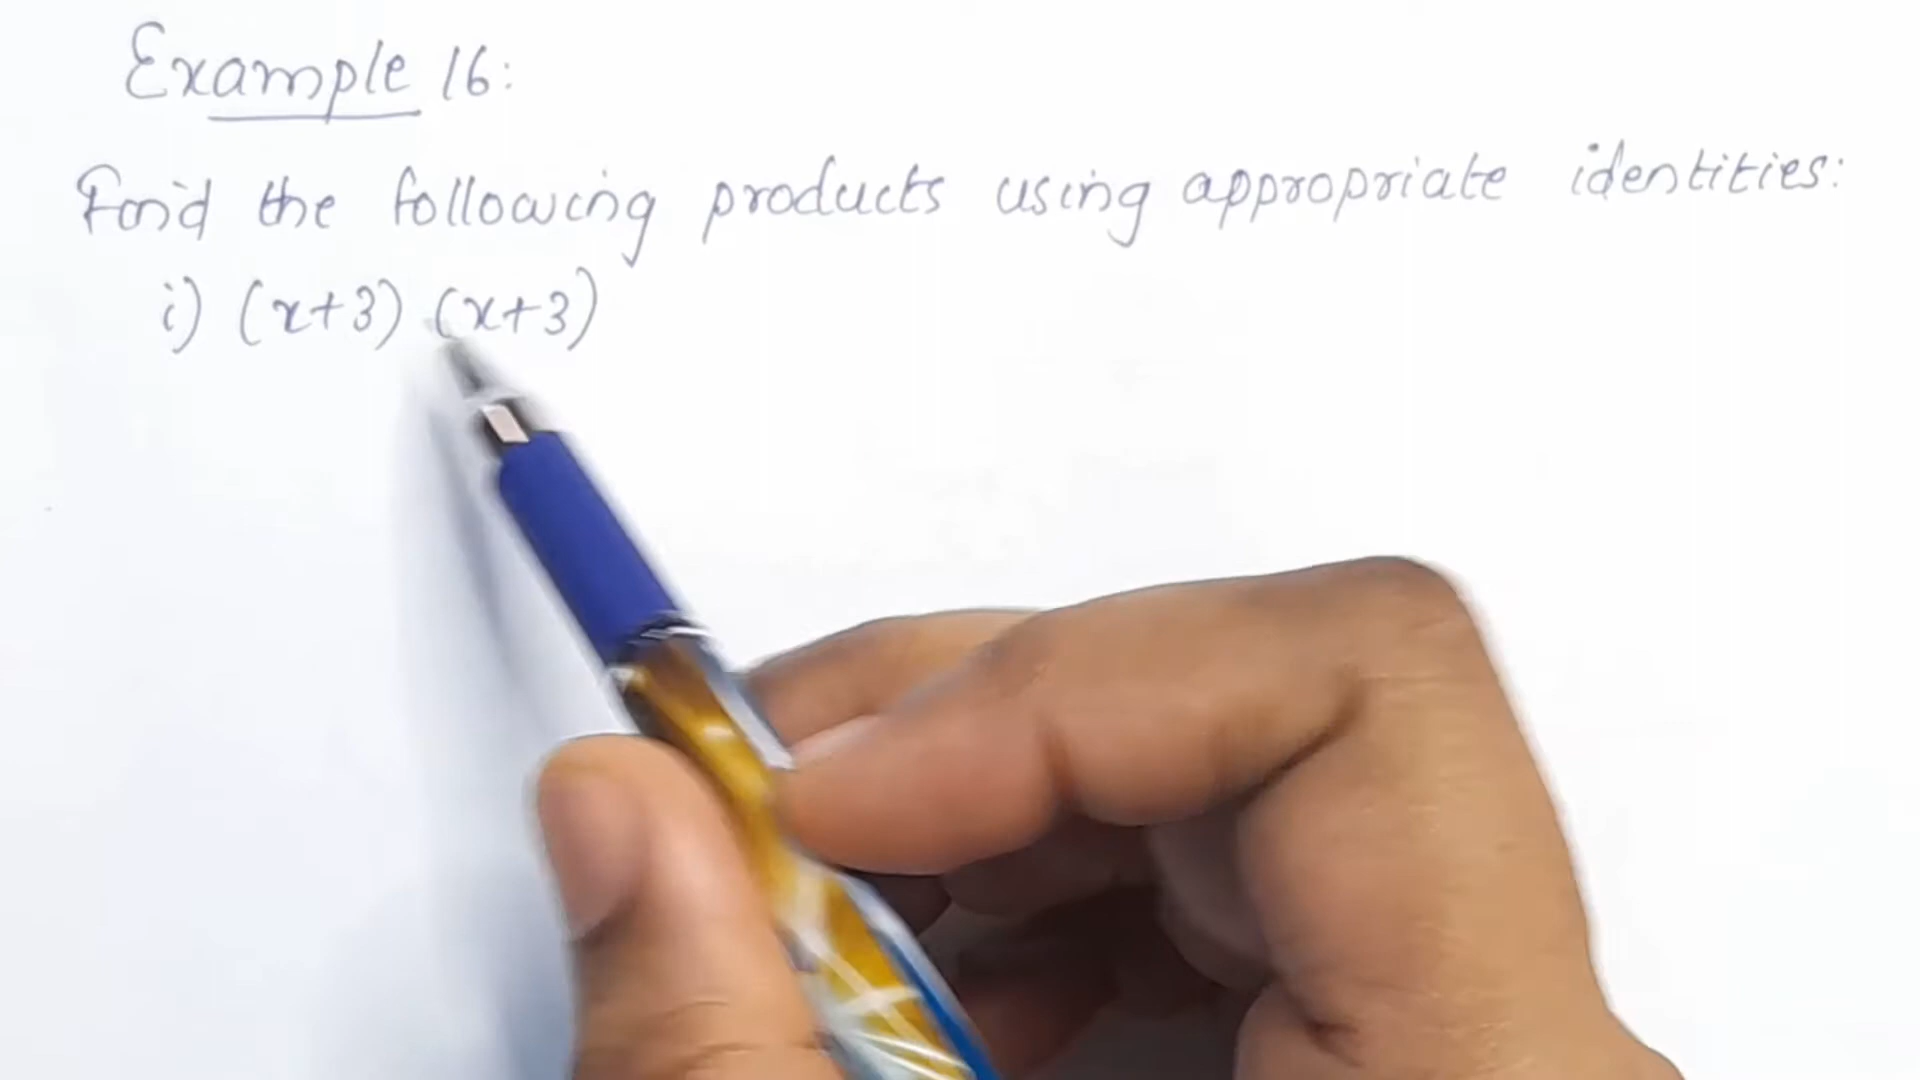 Example 16:
Find the following products using appropriate identities:
i) (x+3) (x+3)